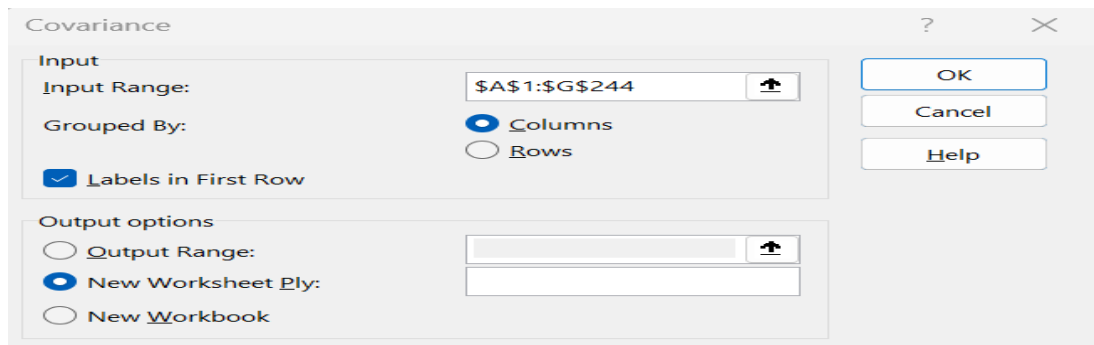 Covariance ?
Input
Input Range: $A$1:$G$244
Grouped By: Columns
Rows
Labels in First Row
OK
Cancel
Help
Output options
Output Range:
New Worksheet Ply:
New Workbook